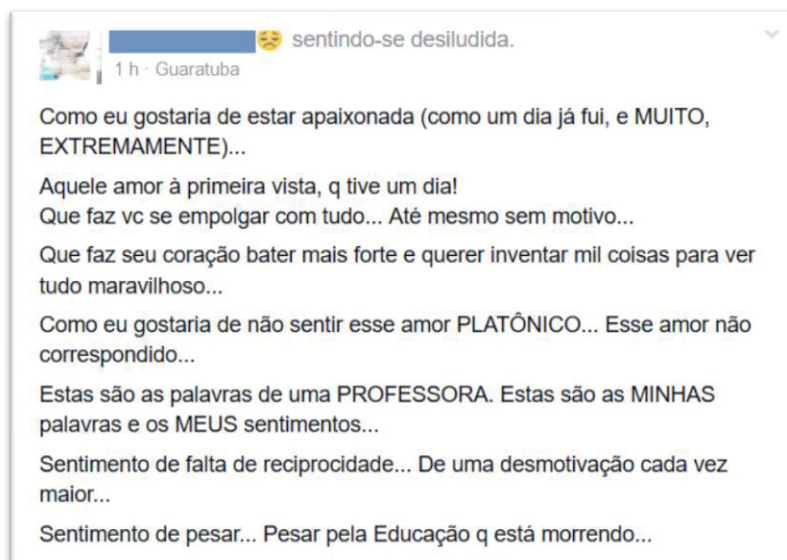 sentindo-se desiludida.
1 h · Guaratuba
Como eu gostaria de estar apaixonada (como um dia já fui, e MUITO,
EXTREMAMENTE)...
Aquele amor à primeira vista, q tive um dia!
Que faz vc se empolgar com tudo... Até mesmo sem motivo...
Que faz seu coração bater mais forte e querer inventar mil coisas para ver
tudo maravilhoso...
Como eu gostaria de não sentir esse amor PLATÔNICO... Esse amor não
correspondido...
Estas são as palavras de uma PROFESSORA. Estas são as MINHAS
palavras e os MEUS sentimentos...
Sentimento de falta de reciprocidade... De uma desmotivação cada vez
maior...
Sentimento de pesar... Pesar pela Educação q está morrendo...